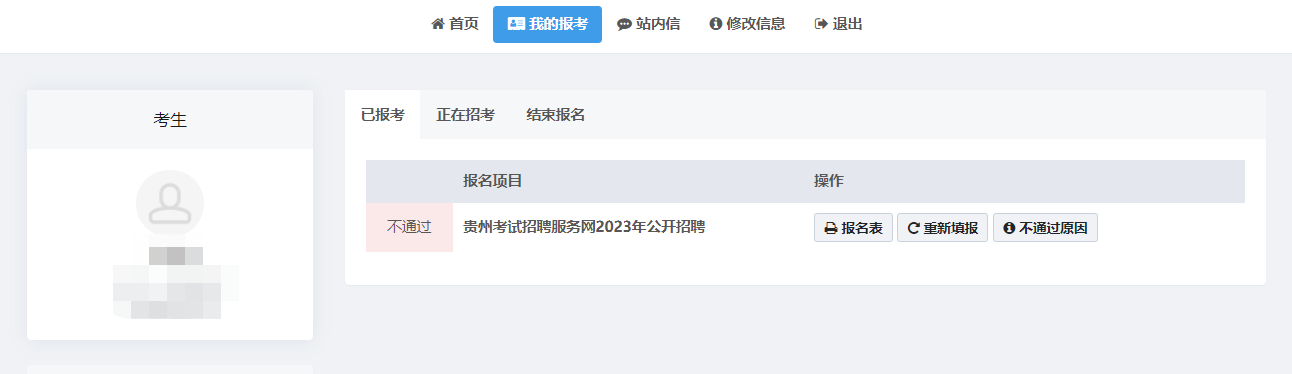 首页 我的报考 站内信 修改信息 退出
考生
已报考 正在招考 结束报名
报名项目 操作
不通过 贵州考试招聘服务网2023年公开招聘 报名表 重新填报 不通过原因